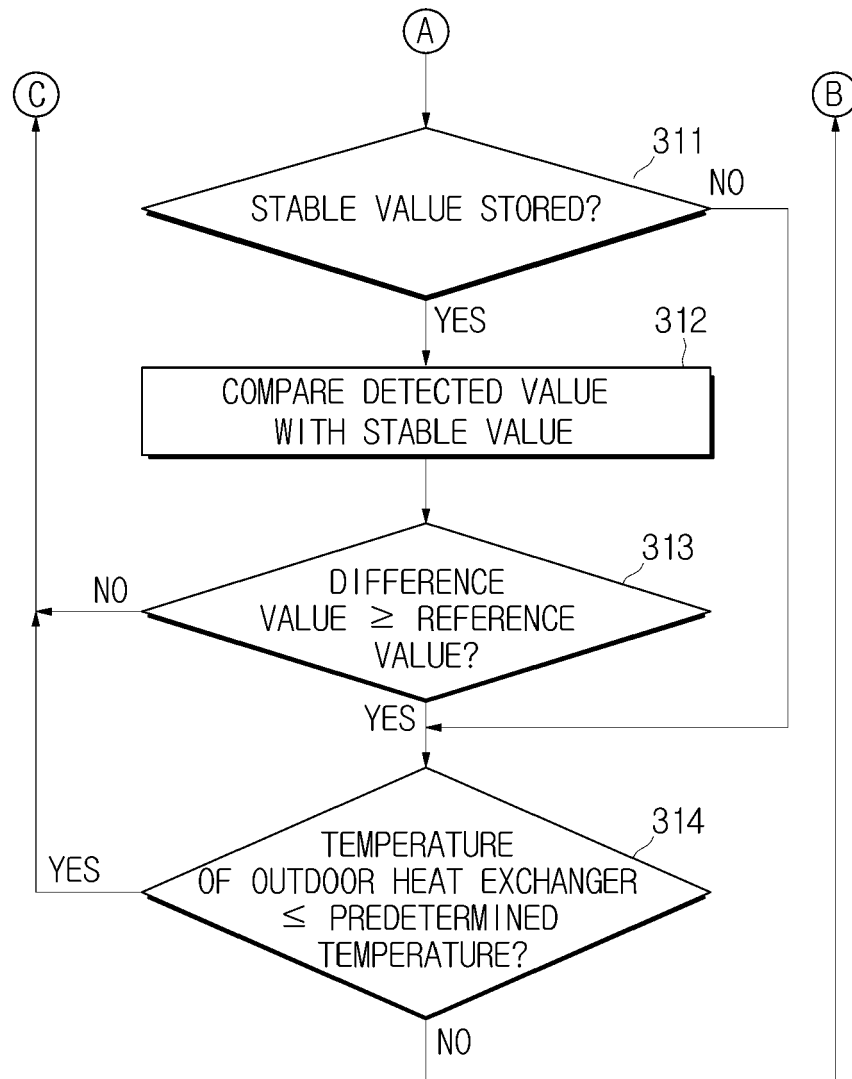 A
C
B
311
STABLE VALUE STORED?
NO
YES
312
COMPARE DETECTED VALUE
WITH STABLE VALUE
313
DIFFERENCE
VALUE ≥ REFERENCE
VALUE?
NO
YES
314
TEMPERATURE
OF OUTDOOR HEAT EXCHANGER
≤ PREDETERMINED
TEMPERATURE?
YES
NO